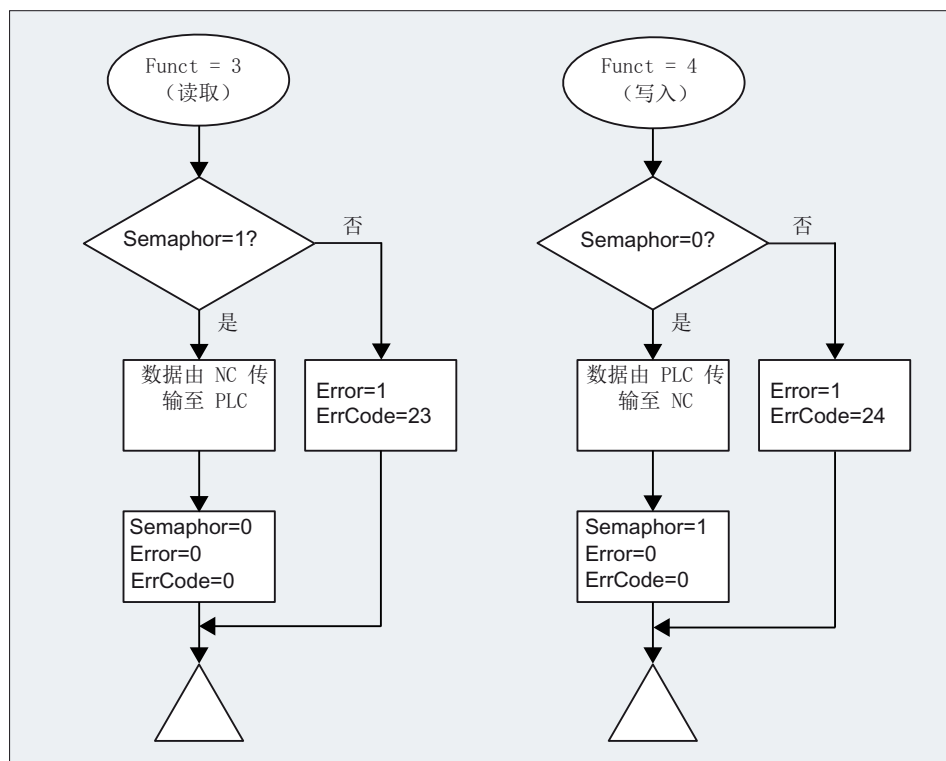 Funct = 3
（读取）
Semaphor=1?
否
是
数据由 NC 传
输至 PLC
Error=1
ErrCode=23
Semaphor=0
Error=0
ErrCode=0
Funct = 4
（写入）
Semaphor=0?
否
是
数据由 PLC 传
输至 NC
Error=1
ErrCode=24
Semaphor=1
Error=0
ErrCode=0